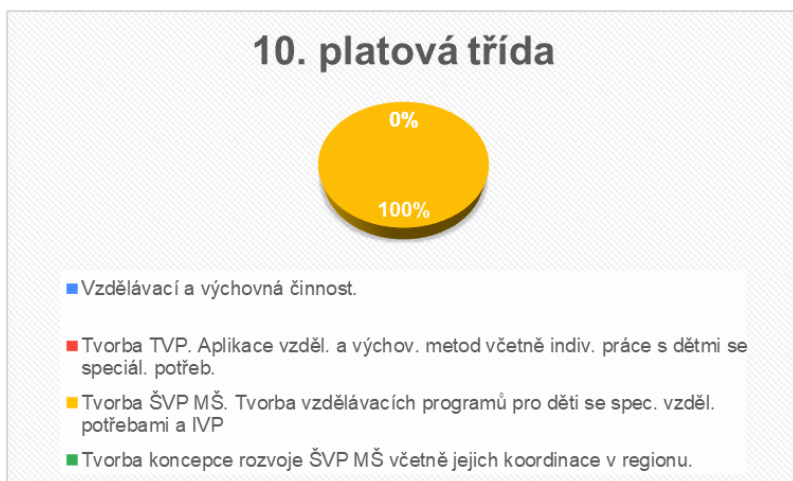 10. platová třída
0%
100%
Vzdělávací a výchovná činnost.
Tvorba TVP. Aplikace vzděl. a výchov. metod včetně indiv. práce s dětmi se
speciál. potřeb.
Tvorba ŠVP MŠ. Tvorba vzdělávacích programů pro děti se spec. vzděl.
potřebami a IVP
Tvorba koncepce rozvoje ŠVP MŠ včetně jejich koordinace v regionu.